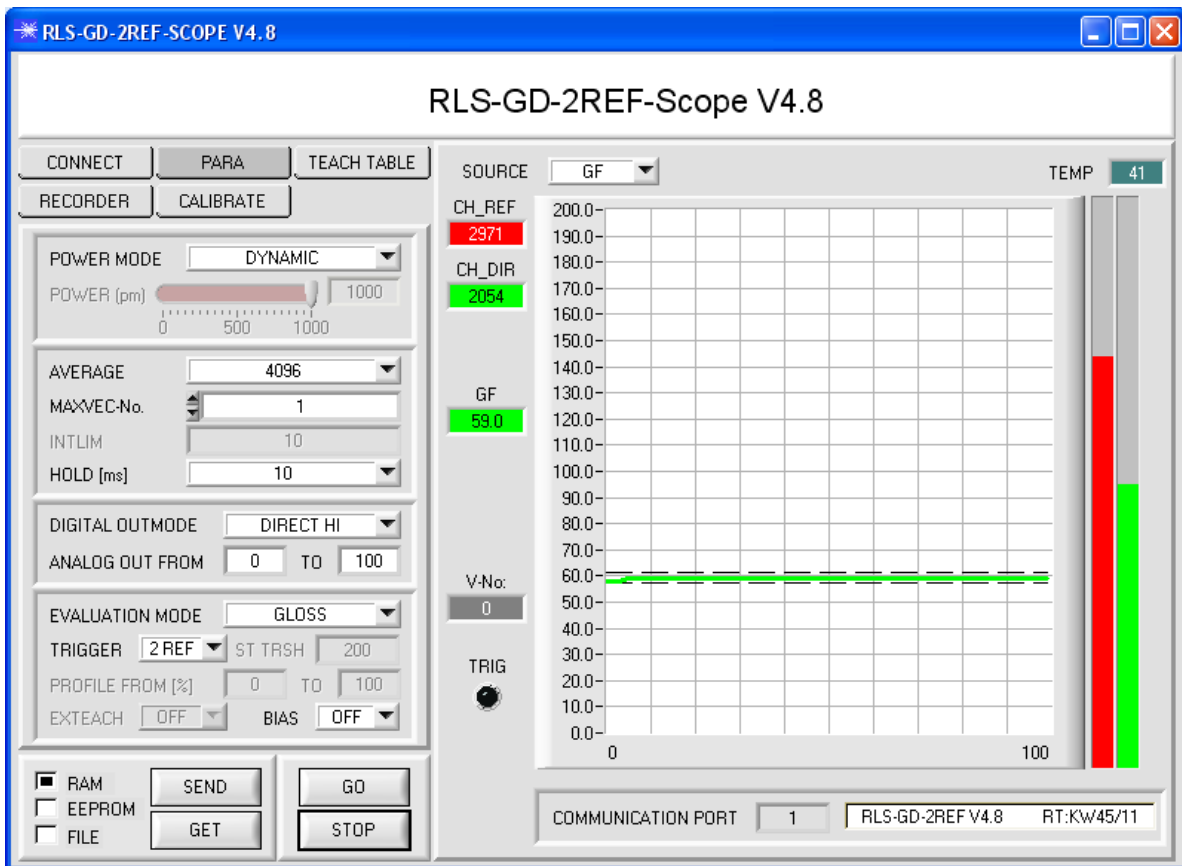 RLS-GD-2REF-SCOPE V4.8
RLS-GD-2REF-Scope V4.8
CONNECT PARA TEACH TABLE
RECORDER CALIBRATE
POWER MODE DYNAMIC
POWER (pm) 1000
0 500 1000
AVERAGE 4096
MAXVEC-No. 1
INTLIM 10
HOLD [ms] 10
DIGITAL OUTMODE DIRECT HI
ANALOG OUT FROM 0 TO 100
EVALUATION MODE GLOSS
TRIGGER 2 REF ST TRSH 200
PROFILE FROM [%] 0 TO 100
EXTEACH OFF BIAS OFF
RAM
EEPROM
FILE
SEND
GET
GO
STOP
SOURCE GF
TEMP 41
CH_REF
2971
CH_DIR
2054
GF
59.0
V-No:
0
TRIG
200.0
190.0
180.0
170.0
160.0
150.0
140.0
130.0
120.0
110.0
100.0
90.0
80.0
70.0
60.0
50.0
40.0
30.0
20.0
10.0
0.0
0 100
COMMUNICATION PORT 1 RLS-GD-2REF V4.8 RT:KW45/11